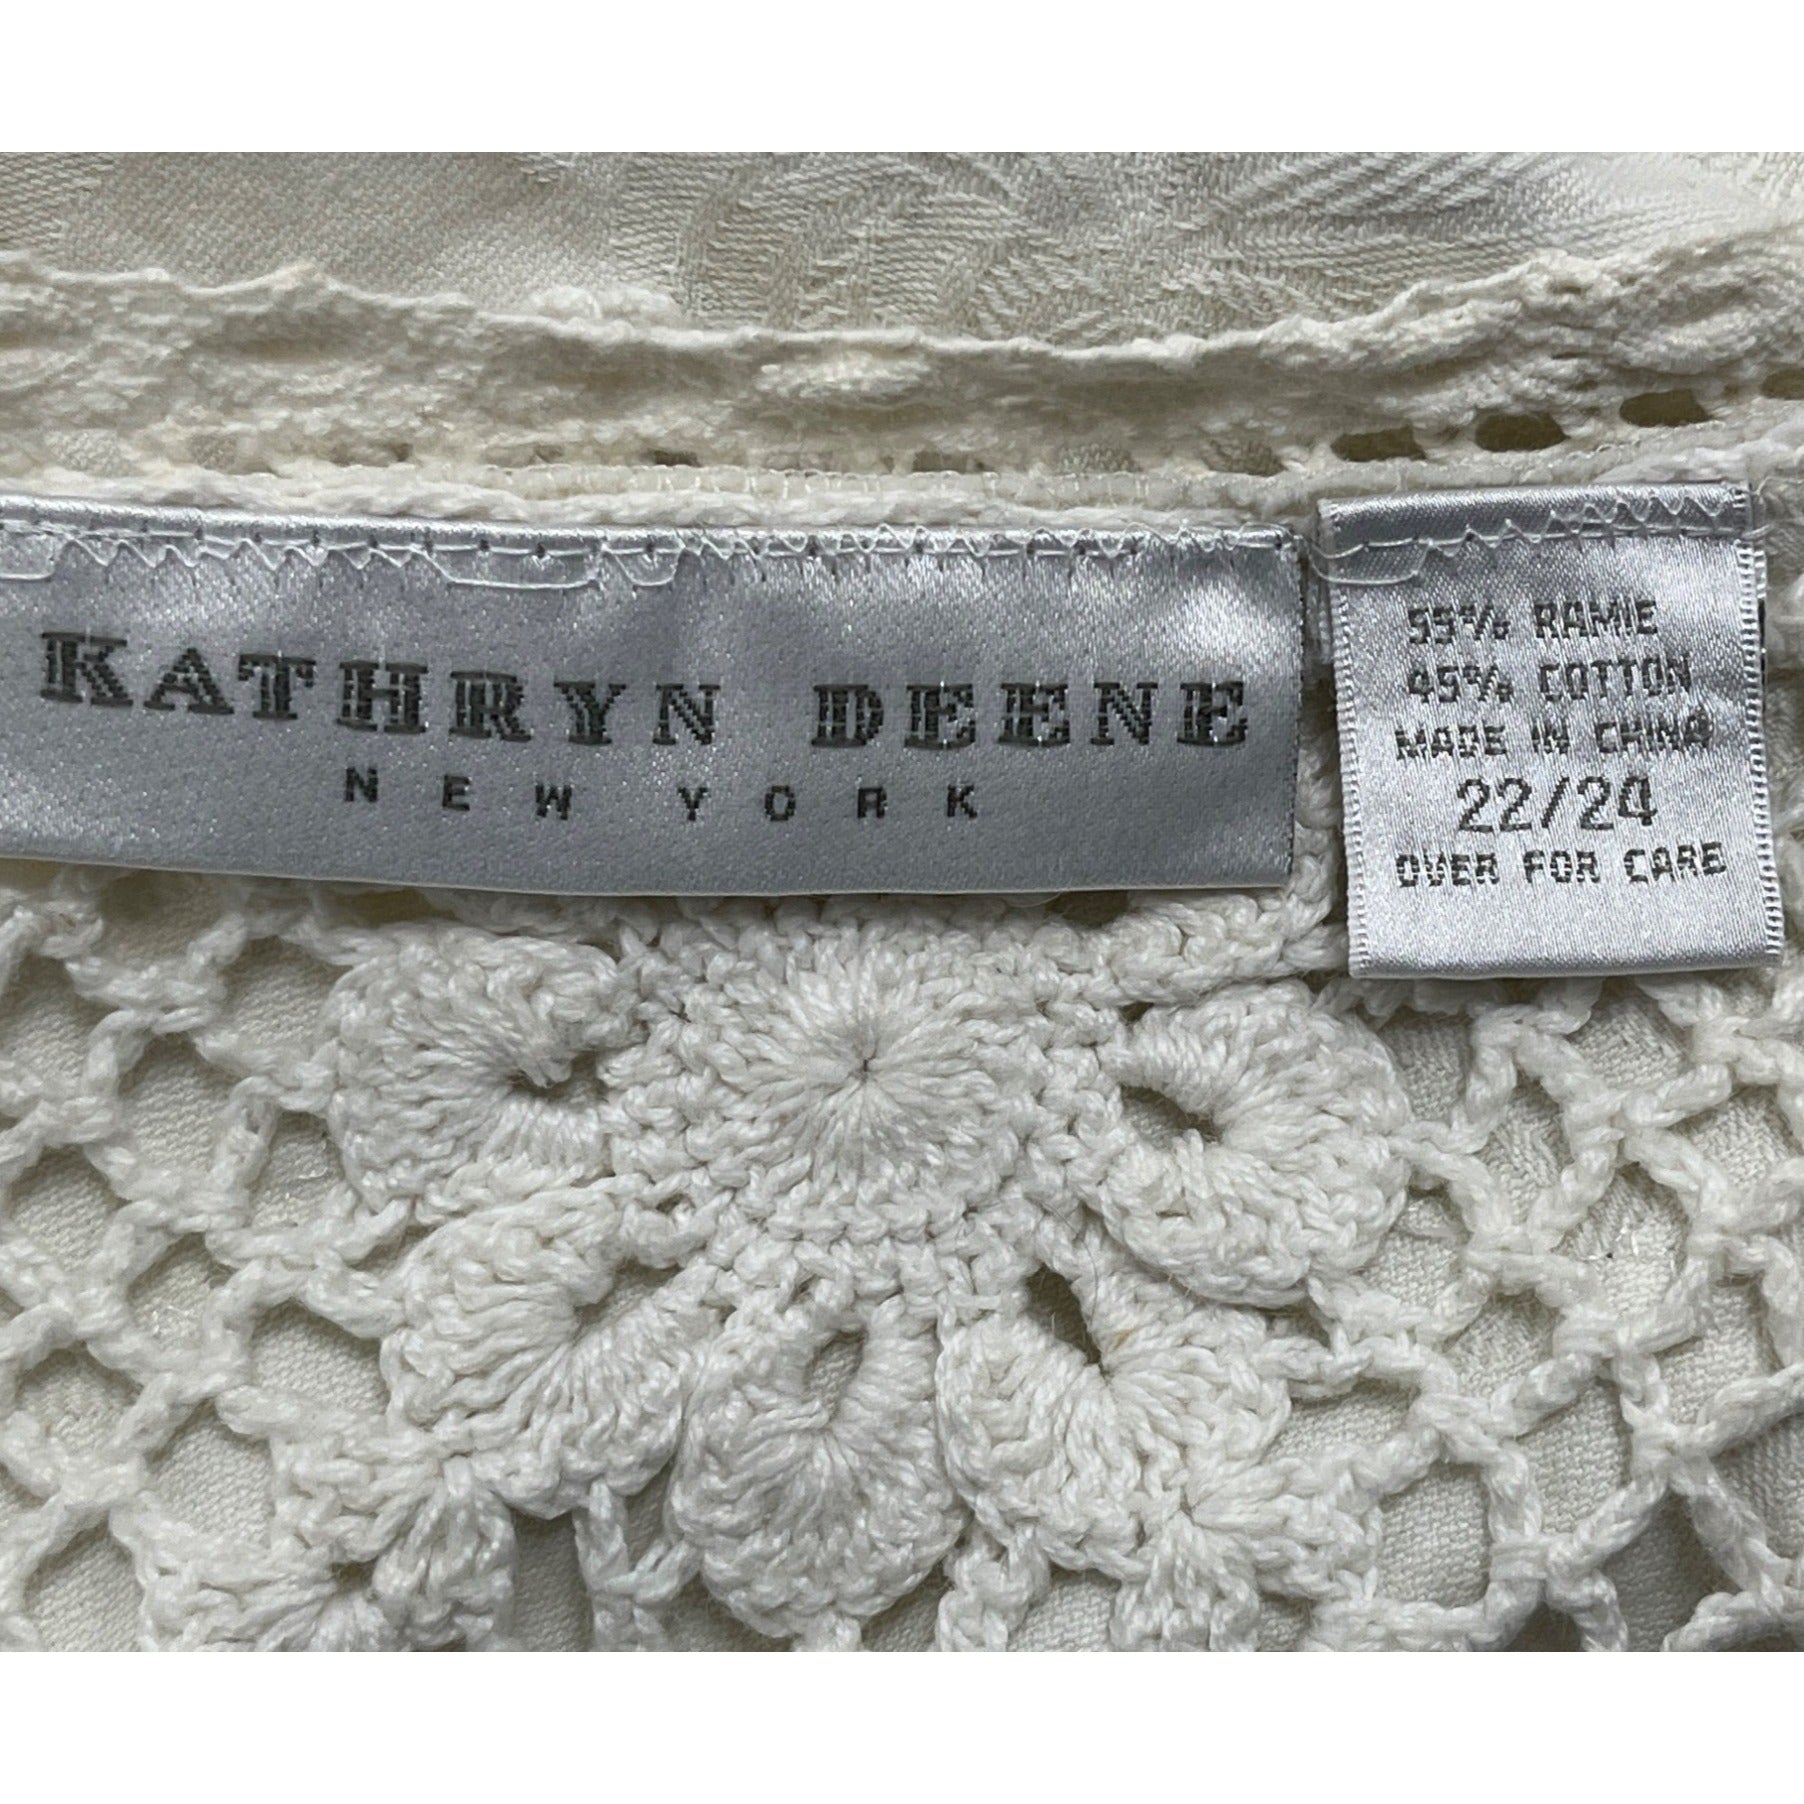 KATHRYN DEENE
NEW YORK
55% RAMIE
45% COTTON
MADE IN CHINA
22/24
OVER FOR CARE